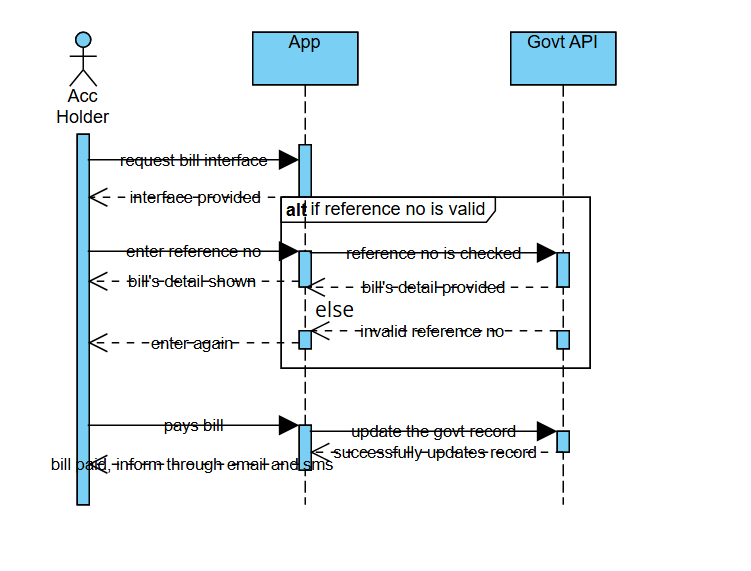 App
Govt API
Acc
Holder
request bill interface
interface provided
alt if reference no is valid
enter reference no
reference no is checked
bill's detail shown
bill's detail provided
else
invalid reference no
enter again
pays bill
update the govt record
successfully updates record
bill paid, inform through email and sms